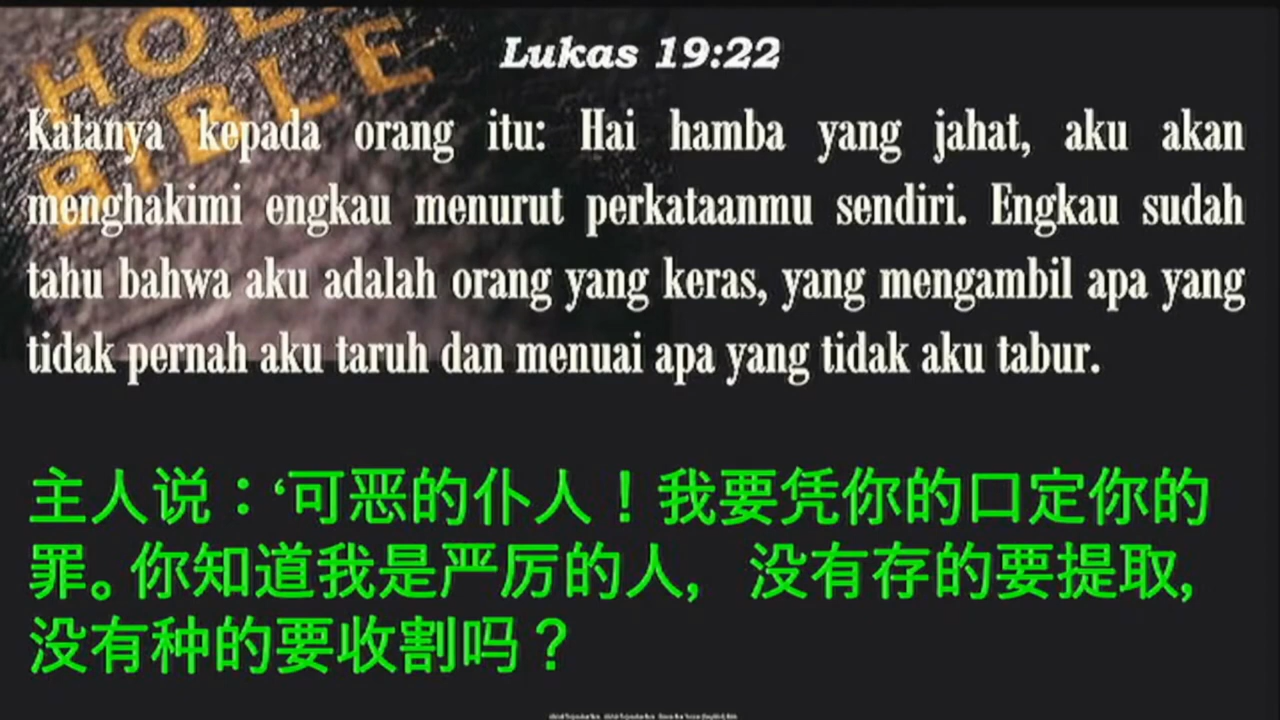 HOL
BIBLE
Lukas 19:22
Katanya kepada orang itu: Hai hamba yang jahat, aku akan
menghakimi engkau menurut perkataanmu sendiri. Engkau sudah
tahu bahwa aku adalah orang yang keras, yang mengambil apa yang
tidak pernah aku taruh dan menuai apa yang tidak aku tabur.
主人说：‘可恶的仆人！我要凭你的口定你的
罪。你知道我是严厉的人, 没有存的要提取,
没有种的要收割吗？